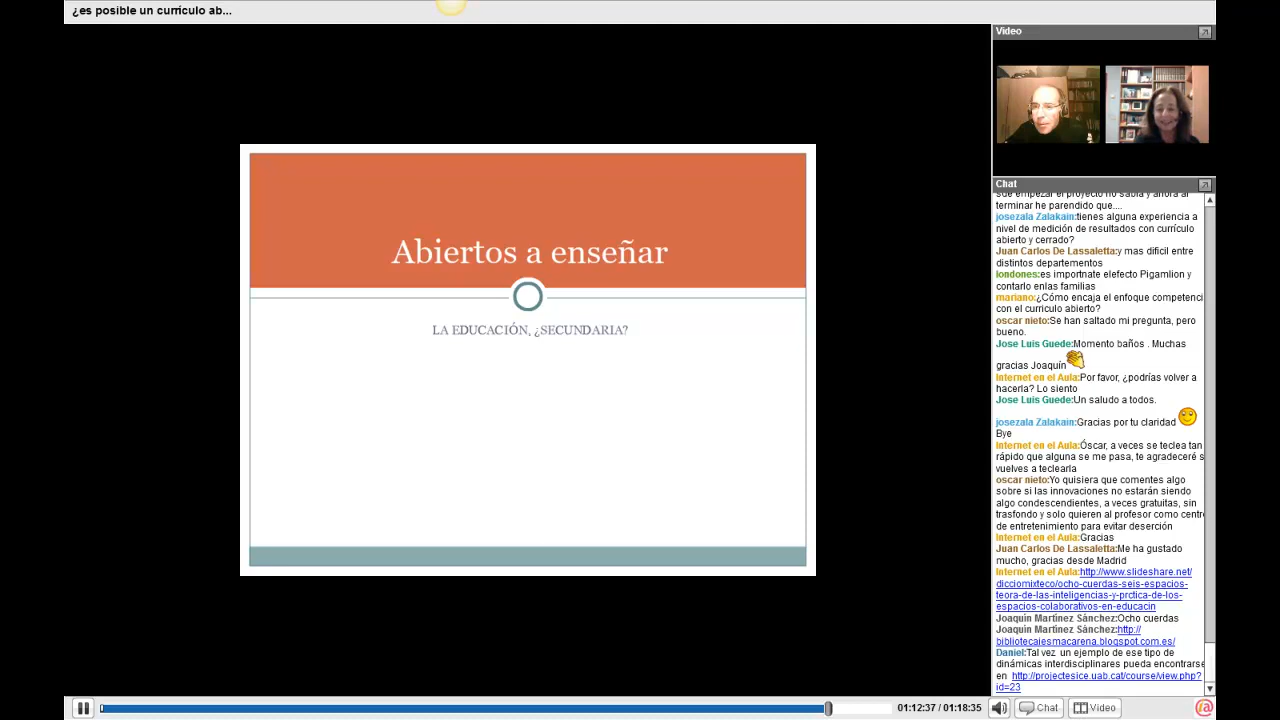 ¿es posible un curriculo ab...
Abiertos a enseñar
LA EDUCACIÓN, ¿SECUNDARIA?
Video
Chat
terminar he parendido que....
josezala Zalakain:tienes alguna experiencia a
nivel de medición de resultados con currículo
abierto y cerrado?
Juan Carlos De Lassaletta:y mas dificil entre
distintos departementos
londones:es importnate elefecto Pigamlion y
contarlo enlas familias
mariano:¿Cómo encaja el enfoque competenci
con el curriculo abierto?
oscar nieto:Se han saltado mi pregunta, pero
bueno.
Jose Luis Guede:Momento baños . Muchas
gracias Joaquín
Internet en el Aula:Por favor, ¿podrías volver a
hacerla? Lo siento
Jose Luis Guede:Un saludo a todos.
josezala Zalakain:Gracias por tu claridad
Bye
Internet en el Aula:Óscar, a veces se teclea tan
rápido que alguna se me pasa, te agradeceré s
vuelves a teclearla
oscar nieto:Yo quisiera que comentes algo
sobre si las innovaciones no estarán siendo
algo condescendientes, a veces gratuitas, sin
trasfondo y solo quieren al profesor como centro
de entretenimiento para evitar deserción
Internet en el Aula:Gracias
Juan Carlos De Lassaletta:Me ha gustado
mucho, gracias desde Madrid
Internet en el Aula:http://www.slideshare.net/
dicciomixteco/ocho-cuerdas-seis-espacios-
teora-de-las-inteligencias-y-prctica-de-los-
espacios-colaborativos-en-educacin
Joaquín Martínez Sánchez:Ocho cuerdas
Joaquín Martínez Sánchez:http://
bibliotecaiesmacarena.blogspot.com.es/
Daniel:Tal vez un ejemplo de ese tipo de
dinámicas interdisciplinares pueda encontrarse
en http://projectesice.uab.cat/course/view.php?
id=23
01:12:37 / 01:18:35
Chat
Video